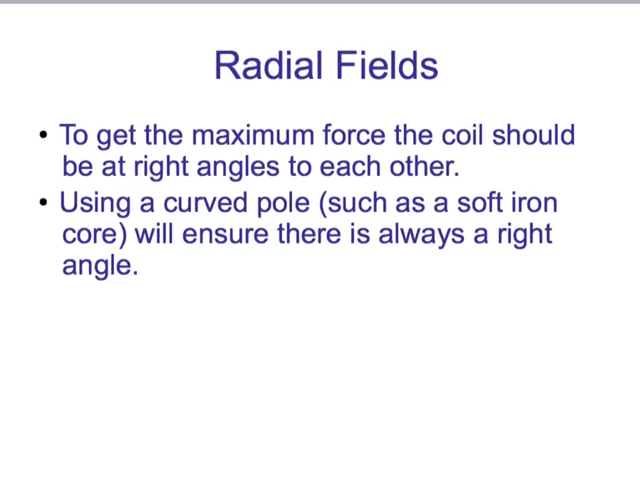 Radial Fields
• To get the maximum force the coil should
be at right angles to each other.
• Using a curved pole (such as a soft iron
core) will ensure there is always a right
angle.